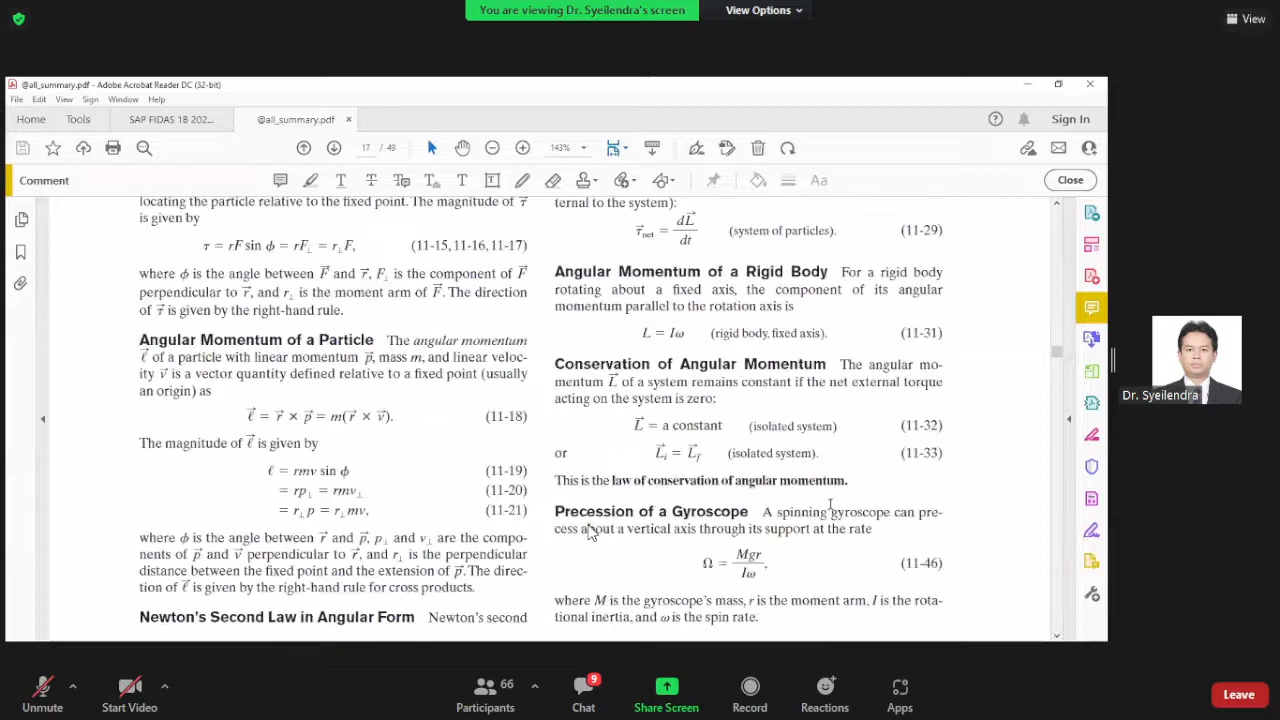 You are viewing Dr. Syeilendra's screen
View Options
View
@all_summary.pdf - Adobe Acrobat Reader DC (32-bit)
File Edit View Sign Window Help
Home Tools SAP FIDAS 1B 202... @all_summary.pdf × Sign In
17 / 49 143%
Comment Close
locating the particle relative to the fixed point. The magnitude of τ⃗
is given by
τ = rF sin ϕ = rF⊥ = r⊥F, (11-15, 11-16, 11-17)
where ϕ is the angle between F⃗ and r⃗, F⊥ is the component of F⃗
perpendicular to r⃗, and r⊥ is the moment arm of F⃗. The direction
of τ⃗ is given by the right-hand rule.
Angular Momentum of a Particle The angular momentum
ℓ⃗ of a particle with linear momentum p⃗, mass m, and linear veloc-
ity v⃗ is a vector quantity defined relative to a fixed point (usually
an origin) as
ℓ⃗ = r⃗ × p⃗ = m(r⃗ × v⃗). (11-18)
The magnitude of ℓ⃗ is given by
ℓ = rmv sin ϕ (11-19)
= rp⊥ = rmv⊥ (11-20)
= r⊥p = r⊥mv, (11-21)
where ϕ is the angle between r⃗ and p⃗, p⊥ and v⊥ are the compo-
nents of p⃗ and v⃗ perpendicular to r⃗, and r⊥ is the perpendicular
distance between the fixed point and the extension of p⃗. The direc-
tion of ℓ⃗ is given by the right-hand rule for cross products.
Newton's Second Law in Angular Form Newton's second
ternal to the system):
τ⃗net = dL⃗/dt (system of particles). (11-29)
Angular Momentum of a Rigid Body For a rigid body
rotating about a fixed axis, the component of its angular
momentum parallel to the rotation axis is
L = Iω (rigid body, fixed axis). (11-31)
Conservation of Angular Momentum The angular mo-
mentum L⃗ of a system remains constant if the net external torque
acting on the system is zero:
L⃗ = a constant (isolated system) (11-32)
or L⃗i = L⃗f (isolated system). (11-33)
This is the law of conservation of angular momentum.
Precession of a Gyroscope A spinning gyroscope can pre-
cess about a vertical axis through its support at the rate
Ω = Mgr/Iω, (11-46)
where M is the gyroscope's mass, r is the moment arm, I is the rota-
tional inertia, and ω is the spin rate.
Dr. Syeilendra
Unmute Start Video 66 Participants 9 Chat Share Screen Record Reactions Apps Leave